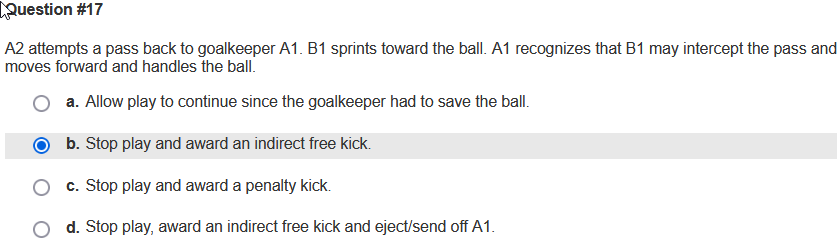 Question #17
A2 attempts a pass back to goalkeeper A1. B1 sprints toward the ball. A1 recognizes that B1 may intercept the pass and
moves forward and handles the ball.
a. Allow play to continue since the goalkeeper had to save the ball.
b. Stop play and award an indirect free kick.
c. Stop play and award a penalty kick.
d. Stop play, award an indirect free kick and eject/send off A1.